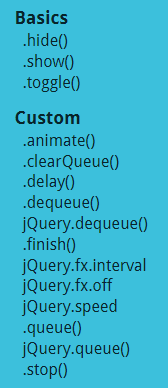 Basics
.hide()
.show()
.toggle()
Custom
.animate()
.clearQueue()
.delay()
.dequeue()
jQuery.dequeue()
.finish()
jQuery.fx.interval
jQuery.fx.off
jQuery.speed
.queue()
jQuery.queue()
.stop()